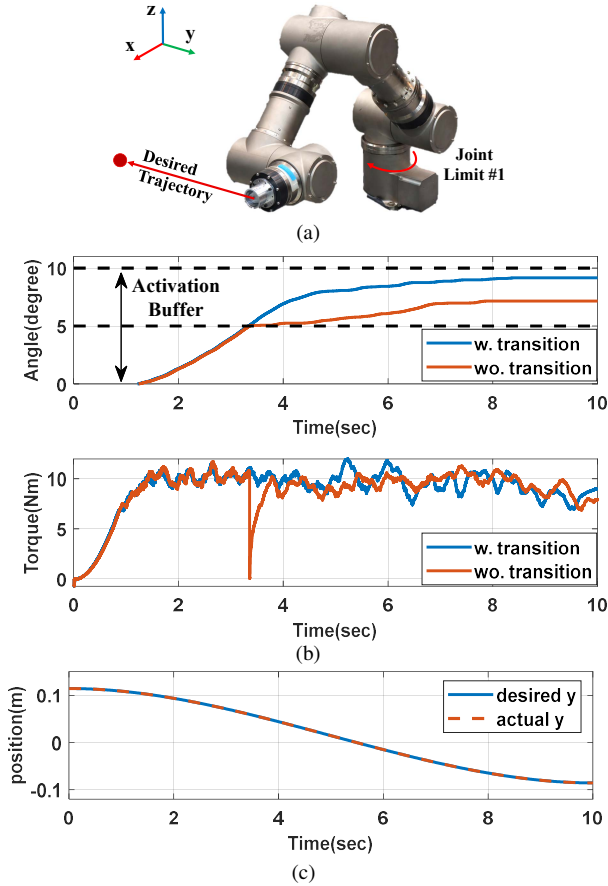 z
x
y
Desired
Trajectory
Joint
Limit #1
(a)
Angle(degree)
10
5
0
Activation
Buffer
w. transition
wo. transition
0 2 4 6 8 10
Time(sec)
Torque(Nm)
10
5
0
w. transition
wo. transition
0 2 4 6 8 10
Time(sec)
(b)
position(m)
0.1
0
-0.1
desired y
actual y
0 2 4 6 8 10
Time(sec)
(c)